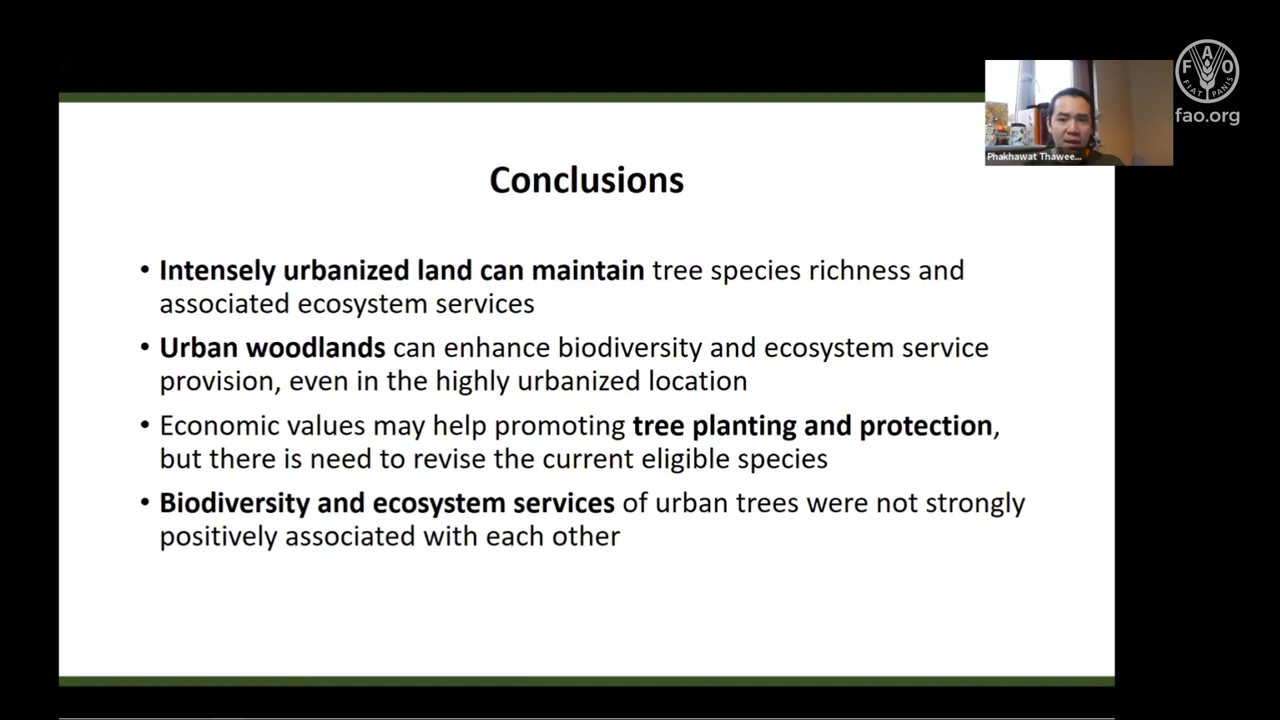 FAO
FIAT PANIS
fao.org
Phakhawat Thawee...
Conclusions
• Intensely urbanized land can maintain tree species richness and
associated ecosystem services
• Urban woodlands can enhance biodiversity and ecosystem service
provision, even in the highly urbanized location
• Economic values may help promoting tree planting and protection,
but there is need to revise the current eligible species
• Biodiversity and ecosystem services of urban trees were not strongly
positively associated with each other